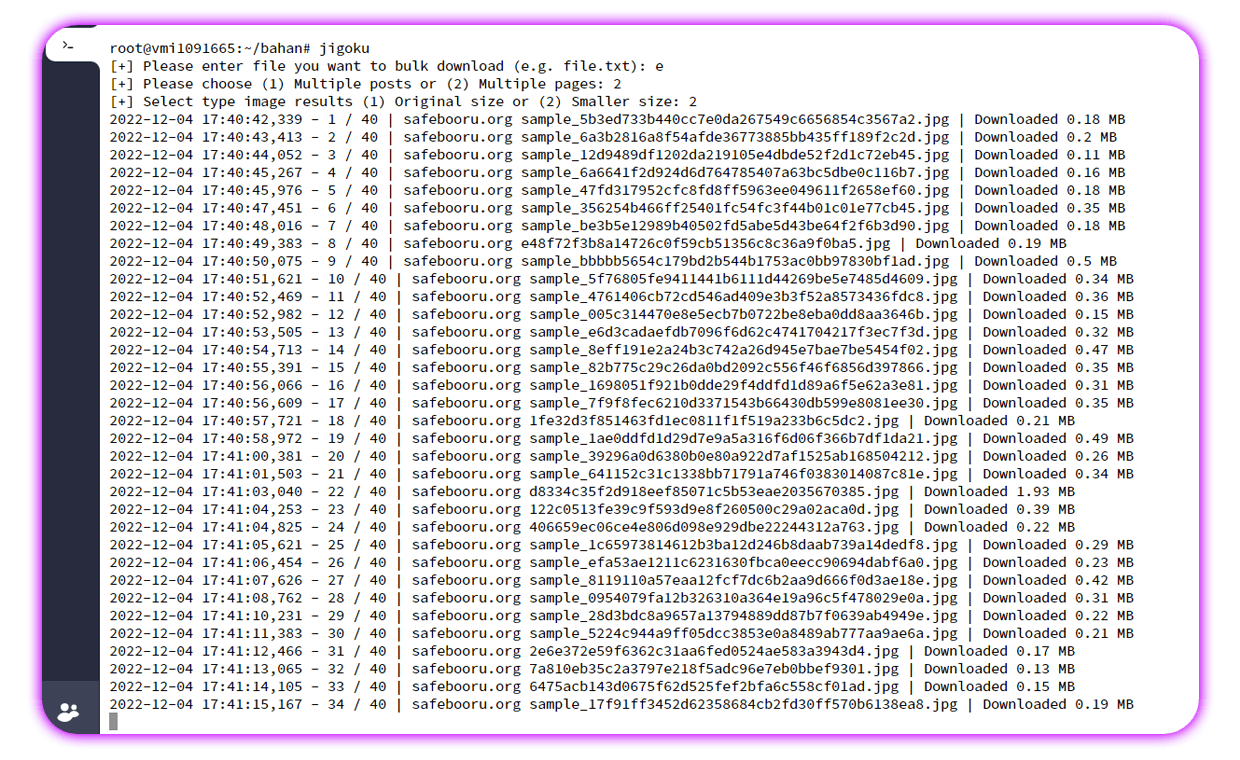 root@vmi1091665:~/bahan# jigoku
[+] Please enter file you want to bulk download (e.g. file.txt): e
[+] Please choose (1) Multiple posts or (2) Multiple pages: 2
[+] Select type image results (1) Original size or (2) Smaller size: 2
2022-12-04 17:40:42,339 - 1 / 40 | safebooru.org sample_5b3ed733b440cc7e0da267549c6656854c3567a2.jpg | Downloaded 0.18 MB
2022-12-04 17:40:43,413 - 2 / 40 | safebooru.org sample_6a3b2816a8f54afde36773885bb435ff189f2c2d.jpg | Downloaded 0.2 MB
2022-12-04 17:40:44,052 - 3 / 40 | safebooru.org sample_12d9489df1202da219105e4dbde52f2d1c72eb45.jpg | Downloaded 0.11 MB
2022-12-04 17:40:45,267 - 4 / 40 | safebooru.org sample_6a6641f2d924d6d764785407a63bc5dbe0c116b7.jpg | Downloaded 0.16 MB
2022-12-04 17:40:45,976 - 5 / 40 | safebooru.org sample_47fd317952cfc8fd8ff5963ee049611f2658ef60.jpg | Downloaded 0.18 MB
2022-12-04 17:40:47,451 - 6 / 40 | safebooru.org sample_356254b466ff25401fc54fc3f44b01c01e77cb45.jpg | Downloaded 0.35 MB
2022-12-04 17:40:48,016 - 7 / 40 | safebooru.org sample_be3b5e12989b40502fd5abe5d43be64f2f6b3d90.jpg | Downloaded 0.18 MB
2022-12-04 17:40:49,383 - 8 / 40 | safebooru.org e48f72f3b8a14726c0f59cb51356c8c36a9f0ba5.jpg | Downloaded 0.19 MB
2022-12-04 17:40:50,075 - 9 / 40 | safebooru.org sample_bbbbb5654c179bd2b544b1753ac0bb97830bf1ad.jpg | Downloaded 0.5 MB
2022-12-04 17:40:51,621 - 10 / 40 | safebooru.org sample_5f76805fe9411441b6111d44269be5e7485d4609.jpg | Downloaded 0.34 MB
2022-12-04 17:40:52,469 - 11 / 40 | safebooru.org sample_4761406cb72cd546ad409e3b3f52a8573436fdc8.jpg | Downloaded 0.36 MB
2022-12-04 17:40:52,982 - 12 / 40 | safebooru.org sample_005c314470e8e5ecb7b0722be8eba0dd8aa3646b.jpg | Downloaded 0.15 MB
2022-12-04 17:40:53,505 - 13 / 40 | safebooru.org sample_e6d3cadaefdb7096f6d62c4741704217f3ec7f3d.jpg | Downloaded 0.32 MB
2022-12-04 17:40:54,713 - 14 / 40 | safebooru.org sample_8eff191e2a24b3c742a26d945e7bae7be5454f02.jpg | Downloaded 0.47 MB
2022-12-04 17:40:55,391 - 15 / 40 | safebooru.org sample_82b775c29c26da0bd2092c556f46f6856d397866.jpg | Downloaded 0.35 MB
2022-12-04 17:40:56,066 - 16 / 40 | safebooru.org sample_1698051f921b0dde29f4ddfd1d89a6f5e62a3e81.jpg | Downloaded 0.31 MB
2022-12-04 17:40:56,609 - 17 / 40 | safebooru.org sample_7f9f8fec6210d3371543b66430db599e8081ee30.jpg | Downloaded 0.35 MB
2022-12-04 17:40:57,721 - 18 / 40 | safebooru.org 1fe32d3f851463fd1ec0811f1f519a233b6c5dc2.jpg | Downloaded 0.21 MB
2022-12-04 17:40:58,972 - 19 / 40 | safebooru.org sample_1ae0ddfd1d29d7e9a5a316f6d06f366b7df1da21.jpg | Downloaded 0.49 MB
2022-12-04 17:41:00,381 - 20 / 40 | safebooru.org sample_39296a0d6380b0e80a922d7af1525ab168504212.jpg | Downloaded 0.26 MB
2022-12-04 17:41:01,503 - 21 / 40 | safebooru.org sample_641152c31c1338bb71791a746f0383014087c81e.jpg | Downloaded 0.34 MB
2022-12-04 17:41:03,040 - 22 / 40 | safebooru.org d8334c35f2d918eef85071c5b53eae2035670385.jpg | Downloaded 1.93 MB
2022-12-04 17:41:04,253 - 23 / 40 | safebooru.org 122c0513fe39c9f593d9e8f260500c29a02aca0d.jpg | Downloaded 0.39 MB
2022-12-04 17:41:04,825 - 24 / 40 | safebooru.org 406659ec06ce4e806d098e929dbe22244312a763.jpg | Downloaded 0.22 MB
2022-12-04 17:41:05,621 - 25 / 40 | safebooru.org sample_1c65973814612b3ba12d246b8daab739a14dedf8.jpg | Downloaded 0.29 MB
2022-12-04 17:41:06,454 - 26 / 40 | safebooru.org sample_efa53ae1211c6231630fbca0eecc90694dabf6a0.jpg | Downloaded 0.23 MB
2022-12-04 17:41:07,626 - 27 / 40 | safebooru.org sample_8119110a57eaa12fcf7dc6b2aa9d666f0d3ae18e.jpg | Downloaded 0.42 MB
2022-12-04 17:41:08,762 - 28 / 40 | safebooru.org sample_0954079fa12b326310a364e19a96c5f478029e0a.jpg | Downloaded 0.31 MB
2022-12-04 17:41:10,231 - 29 / 40 | safebooru.org sample_28d3bdc8a9657a13794889dd87b7f0639ab4949e.jpg | Downloaded 0.22 MB
2022-12-04 17:41:11,383 - 30 / 40 | safebooru.org sample_5224c944a9ff05dcc3853e0a8489ab777aa9ae6a.jpg | Downloaded 0.21 MB
2022-12-04 17:41:12,466 - 31 / 40 | safebooru.org 2e6e372e59f6362c31aa6fed0524ae583a3943d4.jpg | Downloaded 0.17 MB
2022-12-04 17:41:13,065 - 32 / 40 | safebooru.org 7a810eb35c2a3797e218f5adc96e7eb0bbef9301.jpg | Downloaded 0.13 MB
2022-12-04 17:41:14,105 - 33 / 40 | safebooru.org 6475acb143d0675f62d525fef2bfa6c558cf01ad.jpg | Downloaded 0.15 MB
2022-12-04 17:41:15,167 - 34 / 40 | safebooru.org sample_17f91ff3452d62358684cb2fd30ff570b6138ea8.jpg | Downloaded 0.19 MB